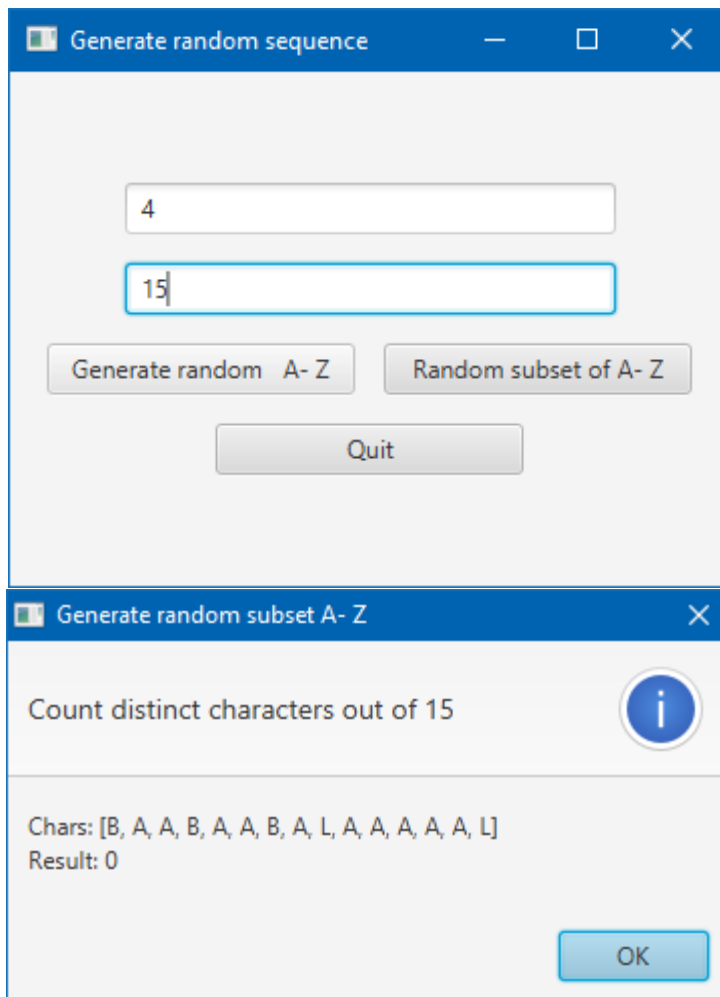 Generate random sequence
4
15
Generate random   A- Z
Random subset of A- Z
Quit
Generate random subset A- Z
Count distinct characters out of 15
i
Chars: [B, A, A, B, A, A, B, A, L, A, A, A, A, A, L]
Result: 0
OK